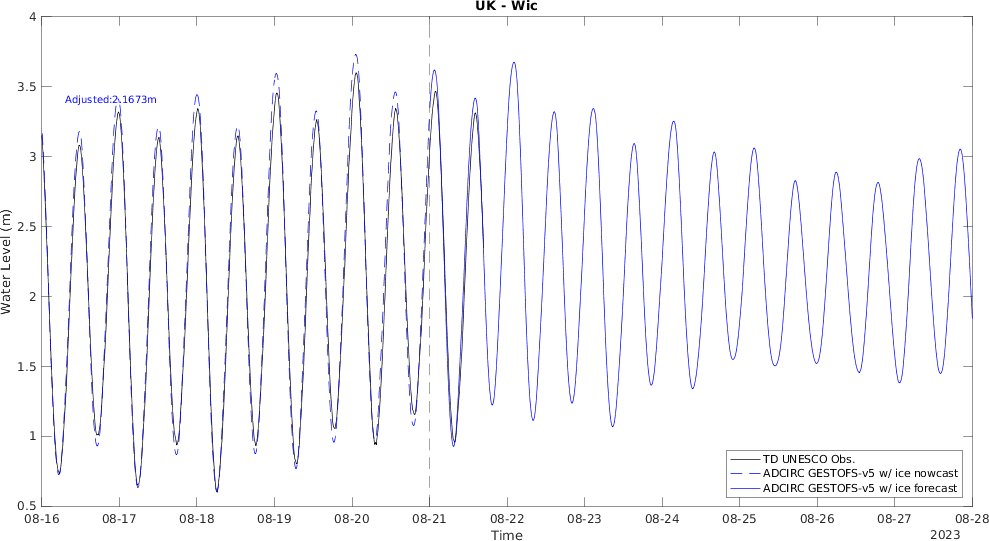 UK - Wic
4
3.5
3
2.5
2
1.5
1
0.5
Water Level (m)
Adjusted:2.1673m
TD UNESCO Obs.
ADCIRC GESTOFS-v5 w/ ice nowcast
ADCIRC GESTOFS-v5 w/ ice forecast
08-16 08-17 08-18 08-19 08-20 08-21 08-22 08-23 08-24 08-25 08-26 08-27 08-28
Time
2023